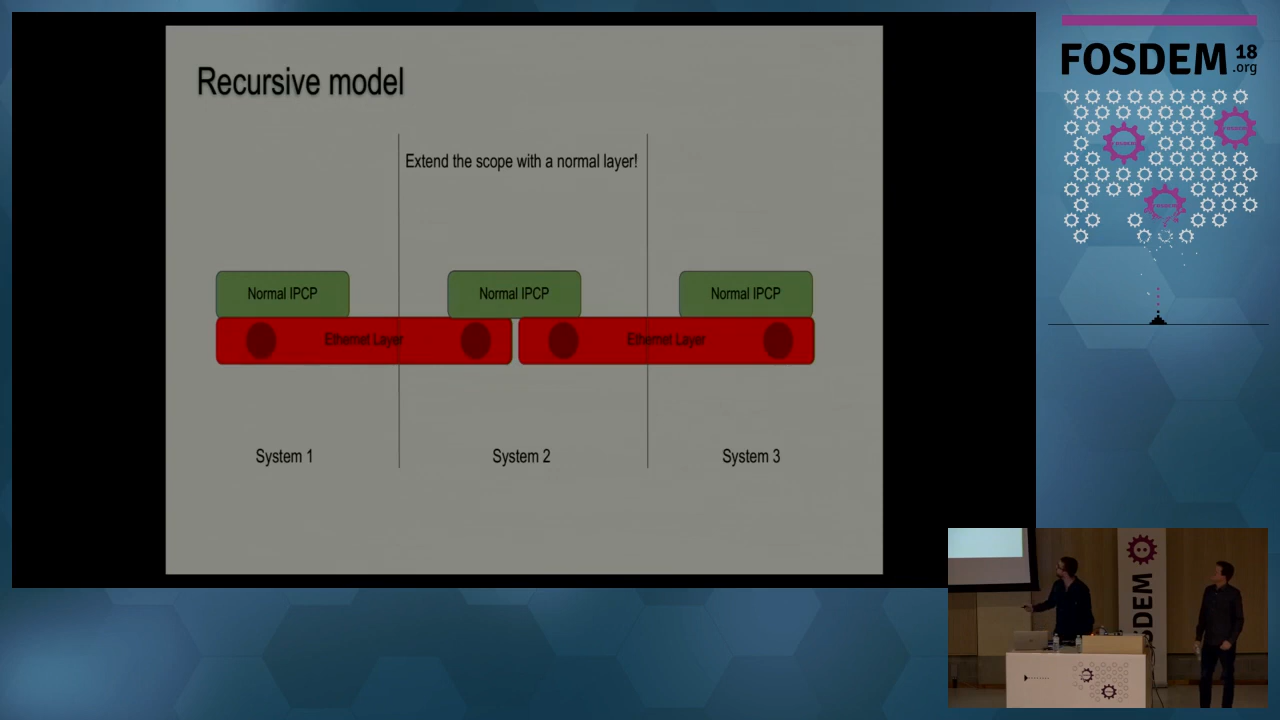 Recursive model
Extend the scope with a normal layer!
Normal IPCP
Normal IPCP
Normal IPCP
Ethernet Layer
Ethernet Layer
System 1
System 2
System 3
FOSDEM 18
.org
SDEM